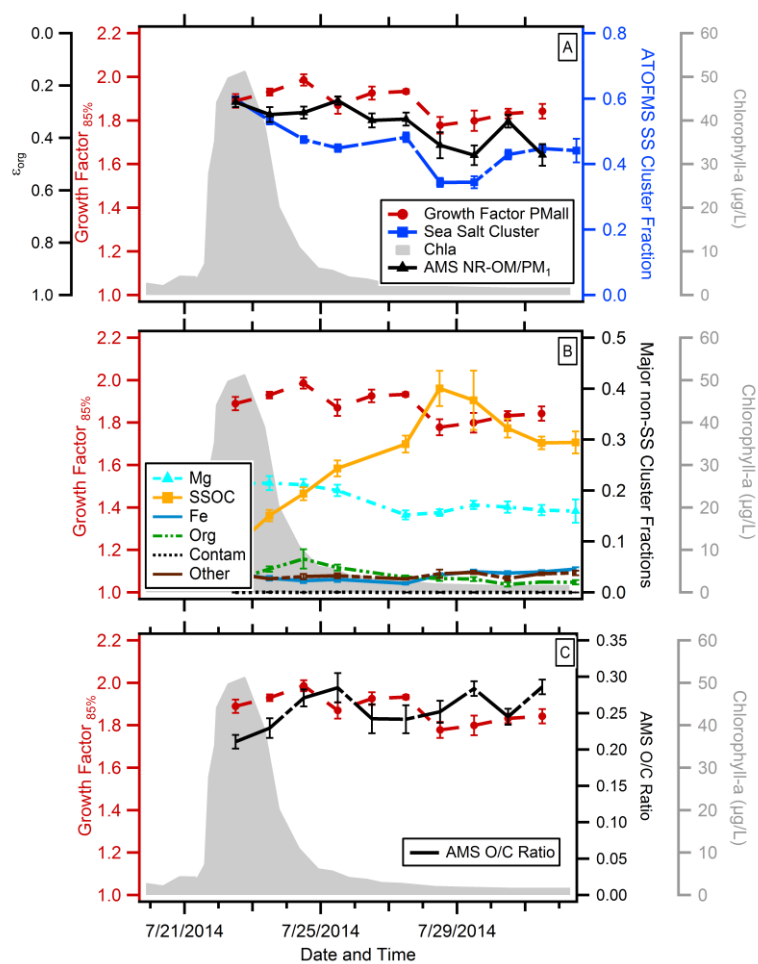 A
0.0
0.2
0.4
0.6
0.8
1.0
εorg
2.2
2.0
1.8
1.6
1.4
1.2
1.0
Growth Factor 85%
0.8
0.6
0.4
0.2
0.0
ATOFMS SS Cluster Fraction
60
50
40
30
20
10
0
Chlorophyll-a (µg/L)
Growth Factor PMall
Sea Salt Cluster
Chla
AMS NR-OM/PM1
B
2.2
2.0
1.8
1.6
1.4
1.2
1.0
Growth Factor 85%
0.5
0.4
0.3
0.2
0.1
0.0
Major non-SS Cluster Fractions
60
50
40
30
20
10
0
Chlorophyll-a (µg/L)
Mg
SSOC
Fe
Org
Contam
Other
C
2.2
2.0
1.8
1.6
1.4
1.2
1.0
Growth Factor 85%
0.35
0.30
0.25
0.20
0.15
0.10
0.05
0.00
AMS O/C Ratio
60
50
40
30
20
10
0
Chlorophyll-a (µg/L)
AMS O/C Ratio
7/21/2014
7/25/2014
7/29/2014
Date and Time